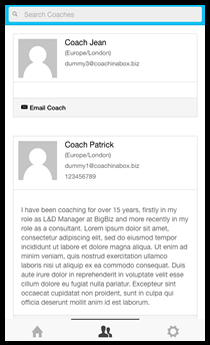 Search Coaches
Coach Jean
(Europe/London)
dummy3@coachinabox.biz
Email Coach
Coach Patrick
(Europe/London)
dummy1@coachinabox.biz
123456789
I have been coaching for over 15 years, firstly in my
role as L&D Manager at BigBiz and more recently in my
role as a consultant. Lorem ipsum dolor sit amet,
consectetur adipiscing elit, sed do eiusmod tempor
incididunt ut labore et dolore magna aliqua. Ut enim ad
minim veniam, quis nostrud exercitation ullamco
laboris nisi ut aliquip ex ea commodo consequat. Duis
aute irure dolor in reprehenderit in voluptate velit esse
cillum dolore eu fugiat nulla pariatur. Excepteur sint
occaecat cupidatat non proident, sunt in culpa qui
officia deserunt mollit anim id est laborum.